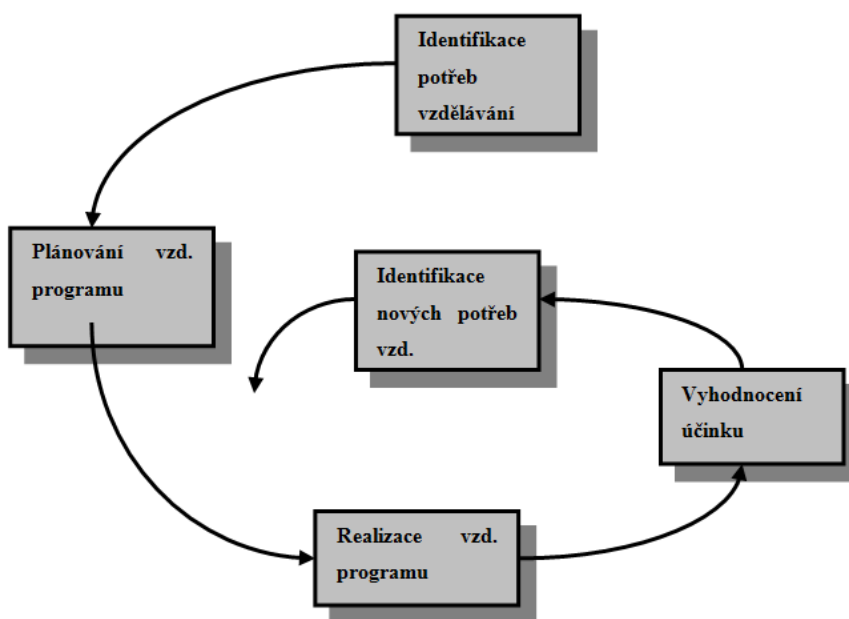 Identifikace
potřeb
vzdělávání
Plánování vzd.
programu
Identifikace
nových potřeb
vzd.
Vyhodnocení
účinku
Realizace vzd.
programu